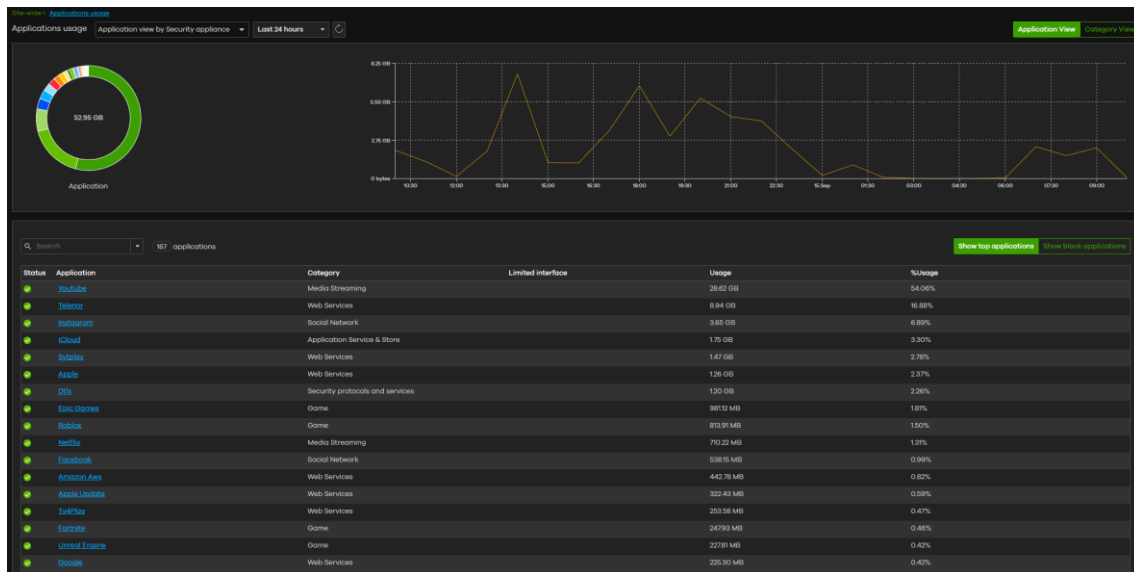 Site-wide > Applications usage
Applications usage Application view by Security appliance Last 24 hours Application View Category View
52.95 GB
Application
8.25 GB
5.50 GB
2.75 GB
0 bytes
10:30 12:00 13:30 15:00 16:30 18:00 19:30 21:00 22:30 15.Sep 01:30 03:00 04:30 06:00 07:30 09:00
Search 167 applications Show top applications Show block applications
Status Application Category Limited interface Usage %Usage
Youtube Media Streaming 28.62 GB 54.06%
Telenor Web Services 8.94 GB 16.88%
Instagram Social Network 3.65 GB 6.89%
iCloud Application Service & Store 1.75 GB 3.30%
bytplay Web Services 1.47 GB 2.78%
Apple Web Services 1.26 GB 2.37%
Dtls Security protocols and services 1.20 GB 2.26%
Epic Games Game 981.12 MB 1.81%
Roblox Game 813.91 MB 1.50%
Netflix Media Streaming 710.22 MB 1.31%
Facebook Social Network 538.15 MB 0.99%
Amazon Aws Web Services 442.78 MB 0.82%
Apple Update Web Services 322.43 MB 0.59%
Tv4Play Web Services 253.58 MB 0.47%
Fortnite Game 247.93 MB 0.46%
Unreal Engine Game 227.81 MB 0.42%
Google Web Services 225.30 MB 0.42%